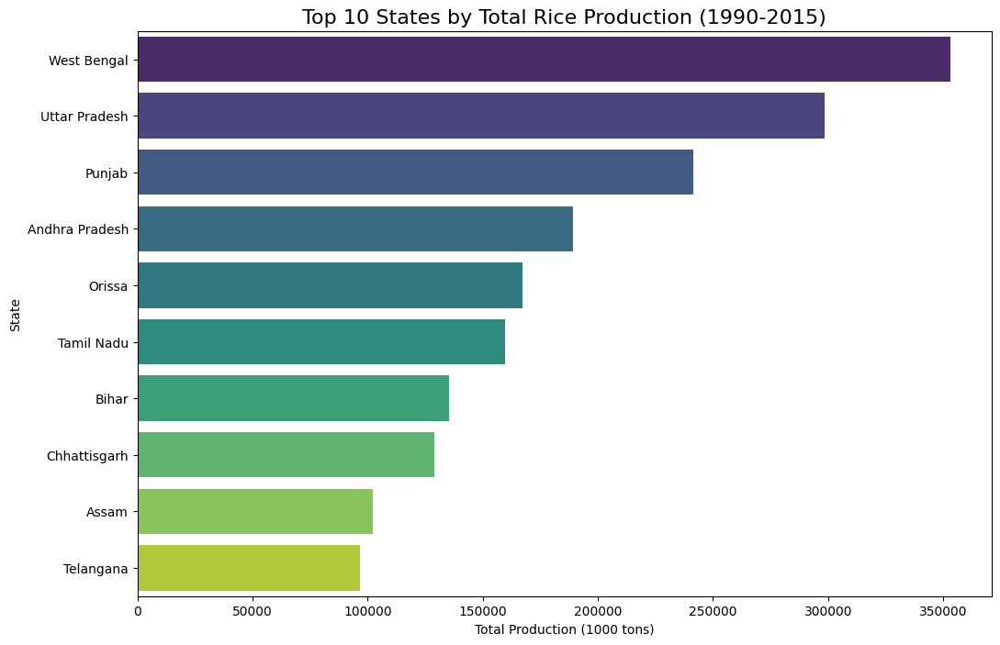 Top 10 States by Total Rice Production (1990-2015)
West Bengal
Uttar Pradesh
Punjab
Andhra Pradesh
Orissa
Tamil Nadu
Bihar
Chhattisgarh
Assam
Telangana
State
0 50000 100000 150000 200000 250000 300000 350000
Total Production (1000 tons)